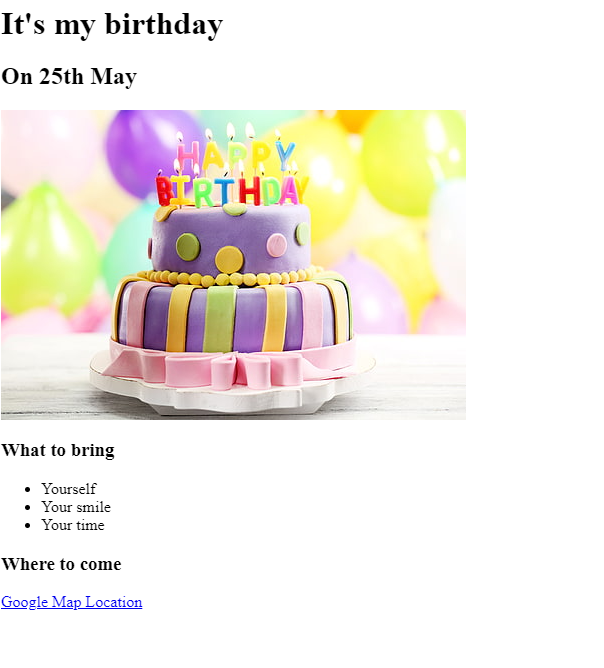 It's my birthday
On 25th May
HAPPY
BIRTHDAY
What to bring
Yourself
Your smile
Your time
Where to come
Google Map Location